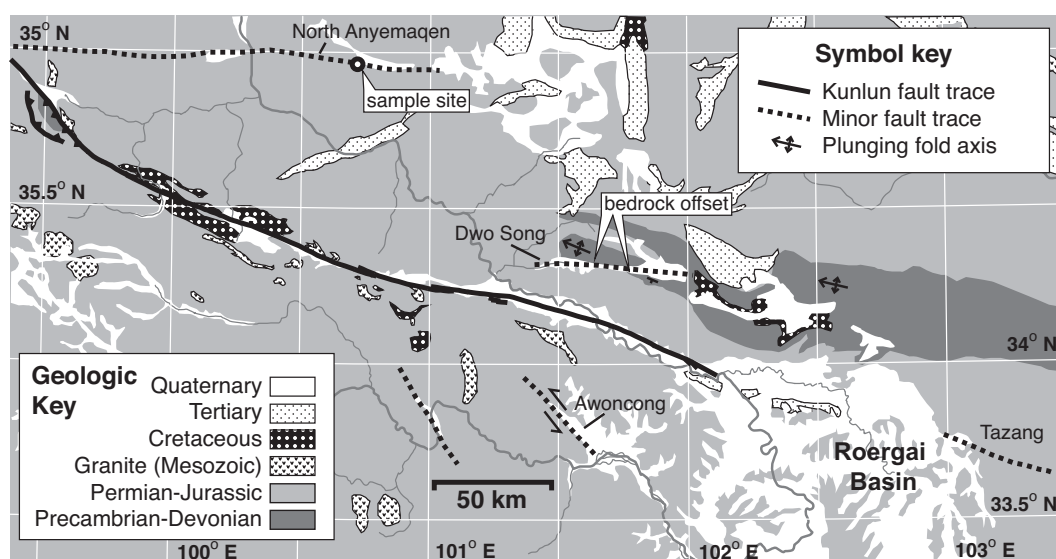 35° N
North Anyemaqen
sample site
Symbol key
Kunlun fault trace
Minor fault trace
Plunging fold axis
35.5° N
bedrock offset
Dwo Song
34° N
Geologic
Key
Quaternary
Tertiary
Cretaceous
Granite (Mesozoic)
Permian-Jurassic
Precambrian-Devonian
Awoncong
Tazang
Roergai
Basin
50 km
33.5° N
100° E
101° E
102° E
103° E